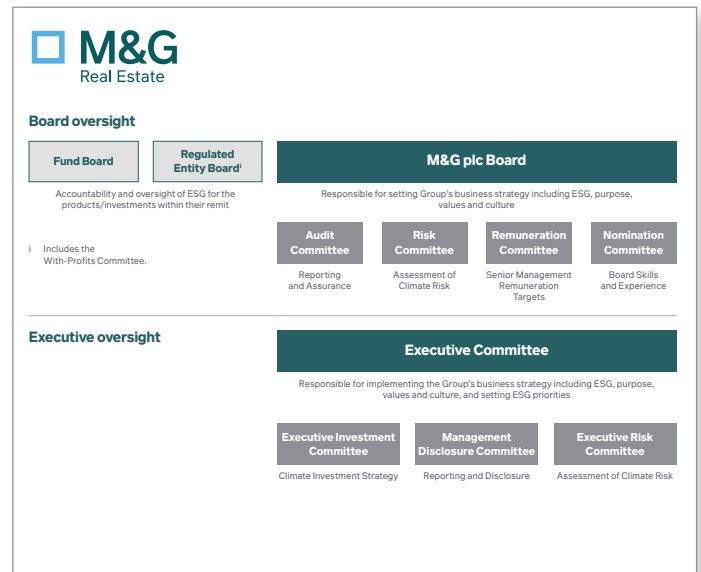 M&G
Real Estate
Board oversight
Fund Board
Regulated
Entity Boardⁱ
Accountability and oversight of ESG for the
products/investments within their remit
i Includes the
With-Profits Committee.
M&G plc Board
Responsible for setting Group's business strategy including ESG, purpose,
values and culture
Audit
Committee
Reporting
and Assurance
Risk
Committee
Assessment of
Climate Risk
Remuneration
Committee
Senior Management
Remuneration
Targets
Nomination
Committee
Board Skills
and Experience
Executive oversight
Executive Committee
Responsible for implementing the Group's business strategy including ESG, purpose,
values and culture, and setting ESG priorities
Executive Investment
Committee
Climate Investment Strategy
Management
Disclosure Committee
Reporting and Disclosure
Executive Risk
Committee
Assessment of Climate Risk